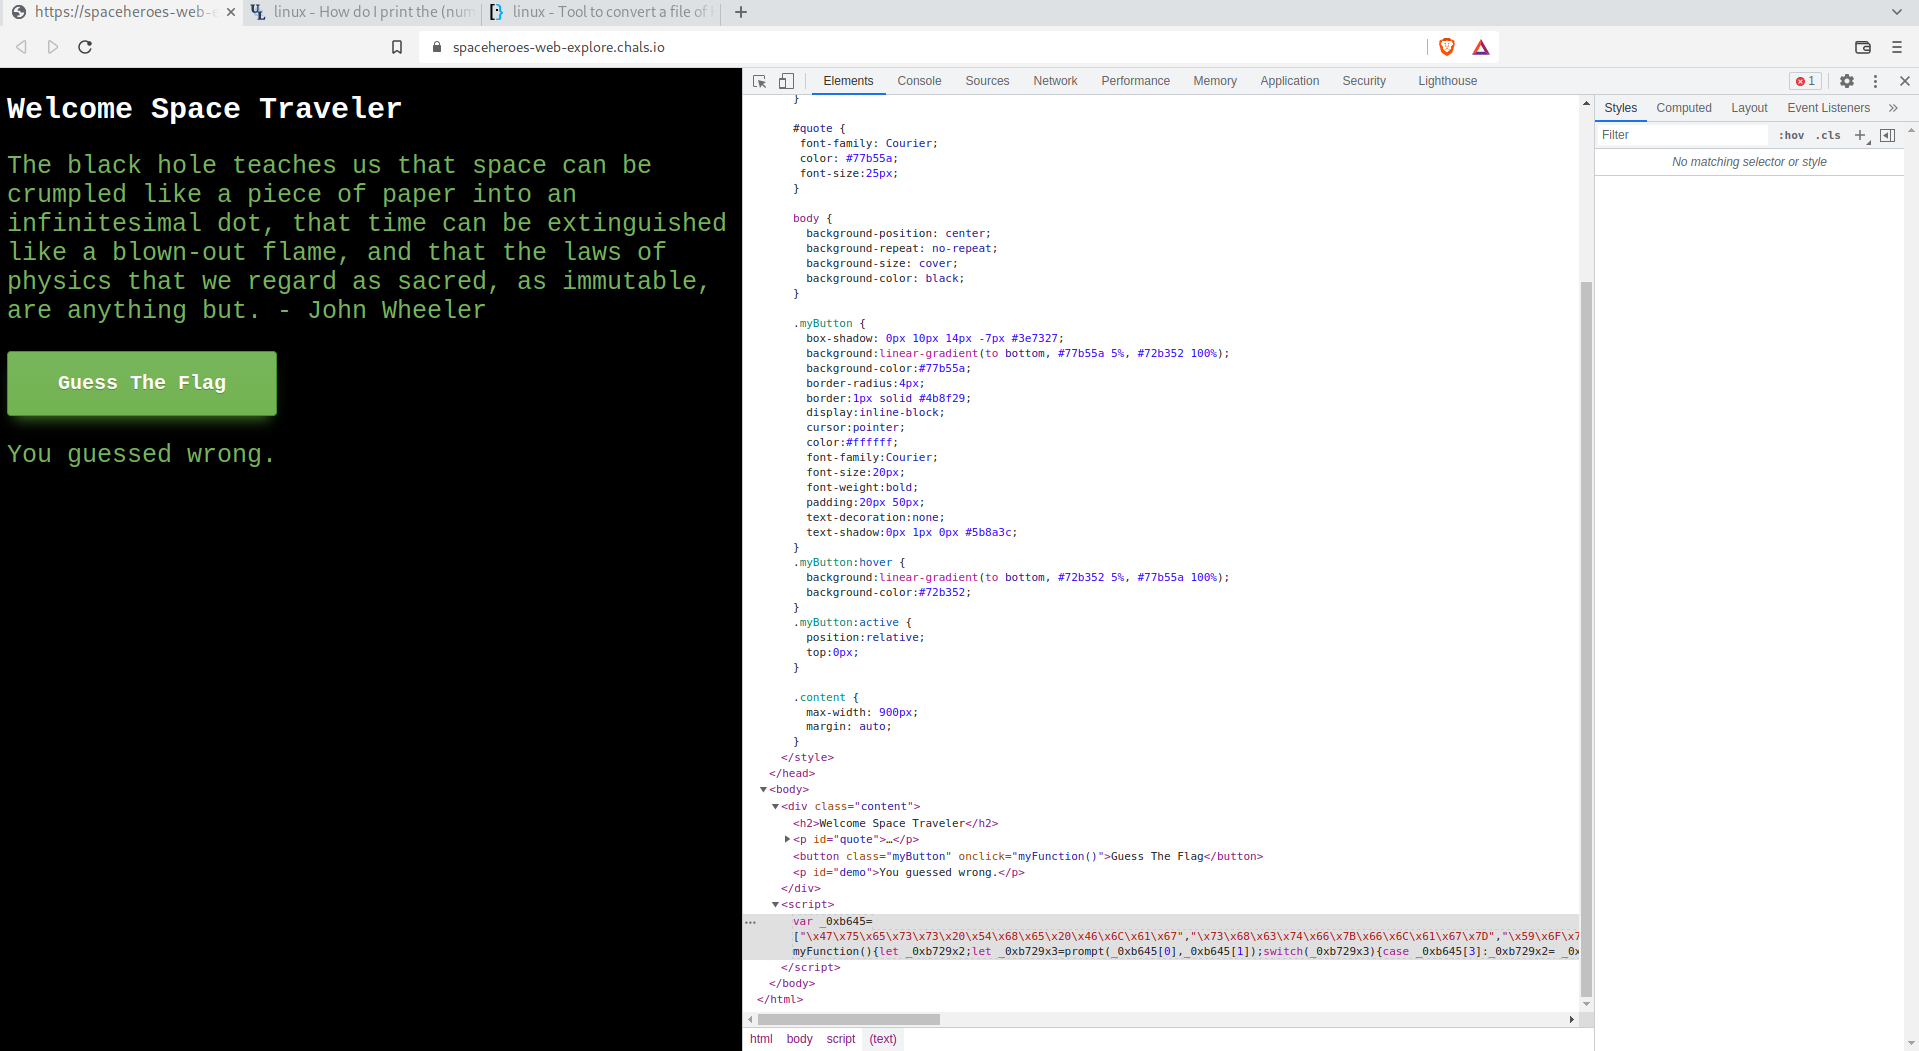 https://spaceheroes-web-e
linux - How do I print the (num
linux - Tool to convert a file of
spaceheroes-web-explore.chals.io
Welcome Space Traveler
The black hole teaches us that space can be
crumpled like a piece of paper into an
infinitesimal dot, that time can be extinguished
like a blown-out flame, and that the laws of
physics that we regard as sacred, as immutable,
are anything but. - John Wheeler
Guess The Flag
You guessed wrong.
Elements Console Sources Network Performance Memory Application Security Lighthouse 1
}
#quote {
font-family: Courier;
color: #77b55a;
font-size:25px;
}
body {
background-position: center;
background-repeat: no-repeat;
background-size: cover;
background-color: black;
}
.myButton {
box-shadow: 0px 10px 14px -7px #3e7327;
background:linear-gradient(to bottom, #77b55a 5%, #72b352 100%);
background-color:#77b55a;
border-radius:4px;
border:1px solid #4b8f29;
display:inline-block;
cursor:pointer;
color:#ffffff;
font-family:Courier;
font-size:20px;
font-weight:bold;
padding:20px 50px;
text-decoration:none;
text-shadow:0px 1px 0px #5b8a3c;
}
.myButton:hover {
background:linear-gradient(to bottom, #72b352 5%, #77b55a 100%);
background-color:#72b352;
}
.myButton:active {
position:relative;
top:0px;
}
.content {
max-width: 900px;
margin: auto;
}
</style>
</head>
<body>
<div class="content">
<h2>Welcome Space Traveler</h2>
<p id="quote">…</p>
<button class="myButton" onclick="myFunction()">Guess The Flag</button>
<p id="demo">You guessed wrong.</p>
</div>
<script>
var _0xb645=
["\x47\x75\x65\x73\x73\x20\x54\x68\x65\x20\x46\x6C\x61\x67","\x73\x68\x63\x74\x66\x7B\x66\x6C\x61\x67\x7D","\x59\x6F\x7
myFunction(){let _0xb729x2;let _0xb729x3=prompt(_0xb645[0],_0xb645[1]);switch(_0xb729x3){case _0xb645[3]:_0xb729x2= _0x
</script>
</body>
</html>
html body script (text)
Styles Computed Layout Event Listeners »
Filter :hov .cls
No matching selector or style